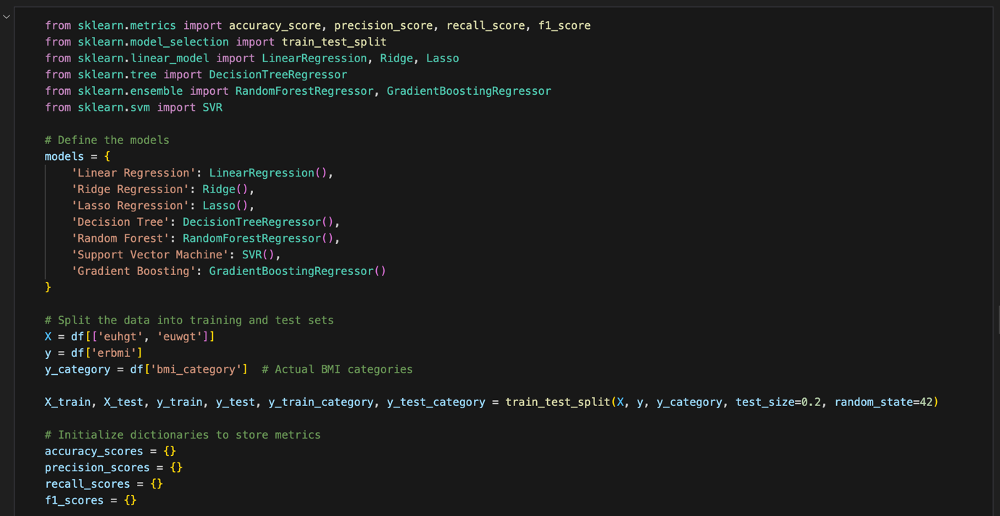 from sklearn.metrics import accuracy_score, precision_score, recall_score, f1_score
from sklearn.model_selection import train_test_split
from sklearn.linear_model import LinearRegression, Ridge, Lasso
from sklearn.tree import DecisionTreeRegressor
from sklearn.ensemble import RandomForestRegressor, GradientBoostingRegressor
from sklearn.svm import SVR

# Define the models
models = {
    'Linear Regression': LinearRegression(),
    'Ridge Regression': Ridge(),
    'Lasso Regression': Lasso(),
    'Decision Tree': DecisionTreeRegressor(),
    'Random Forest': RandomForestRegressor(),
    'Support Vector Machine': SVR(),
    'Gradient Boosting': GradientBoostingRegressor()
}

# Split the data into training and test sets
X = df[['euhgt', 'euwgt']]
y = df['erbmi']
y_category = df['bmi_category']  # Actual BMI categories

X_train, X_test, y_train, y_test, y_train_category, y_test_category = train_test_split(X, y, y_category, test_size=0.2, random_state=42)

# Initialize dictionaries to store metrics
accuracy_scores = {}
precision_scores = {}
recall_scores = {}
f1_scores = {}